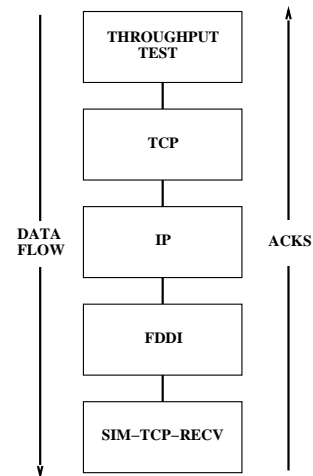 THROUGHPUT
TEST
TCP
DATA
FLOW
IP
ACKS
FDDI
SIM−TCP−RECV